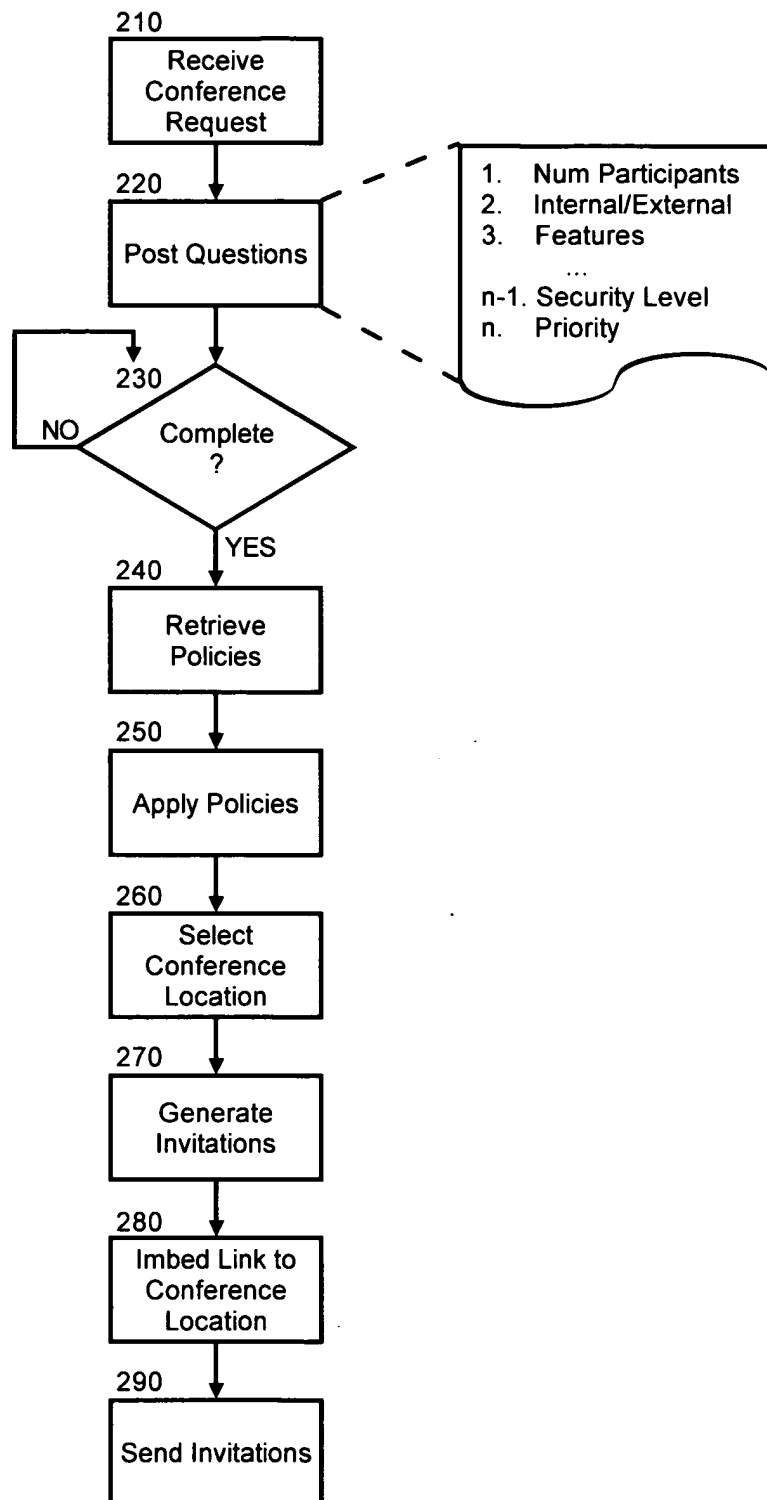 210
Receive
Conference
Request
220
Post Questions
1. Num Participants
2. Internal/External
3. Features
...
n-1. Security Level
n. Priority
230
NO
Complete
?
YES
240
Retrieve
Policies
250
Apply Policies
260
Select
Conference
Location
270
Generate
Invitations
280
Imbed Link to
Conference
Location
290
Send Invitations